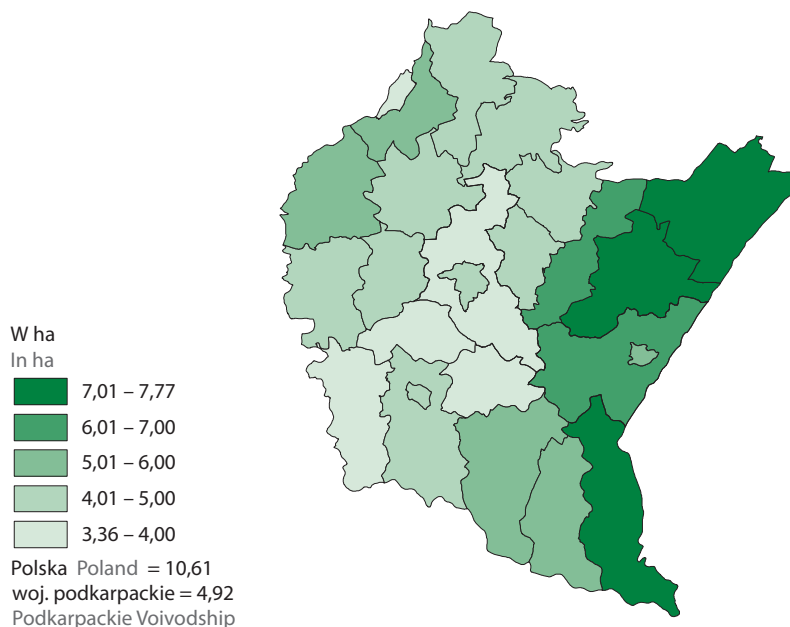 W ha
In ha
7,01 – 7,77
6,01 – 7,00
5,01 – 6,00
4,01 – 5,00
3,36 – 4,00
Polska Poland = 10,61
woj. podkarpackie = 4,92
Podkarpackie Voivodship